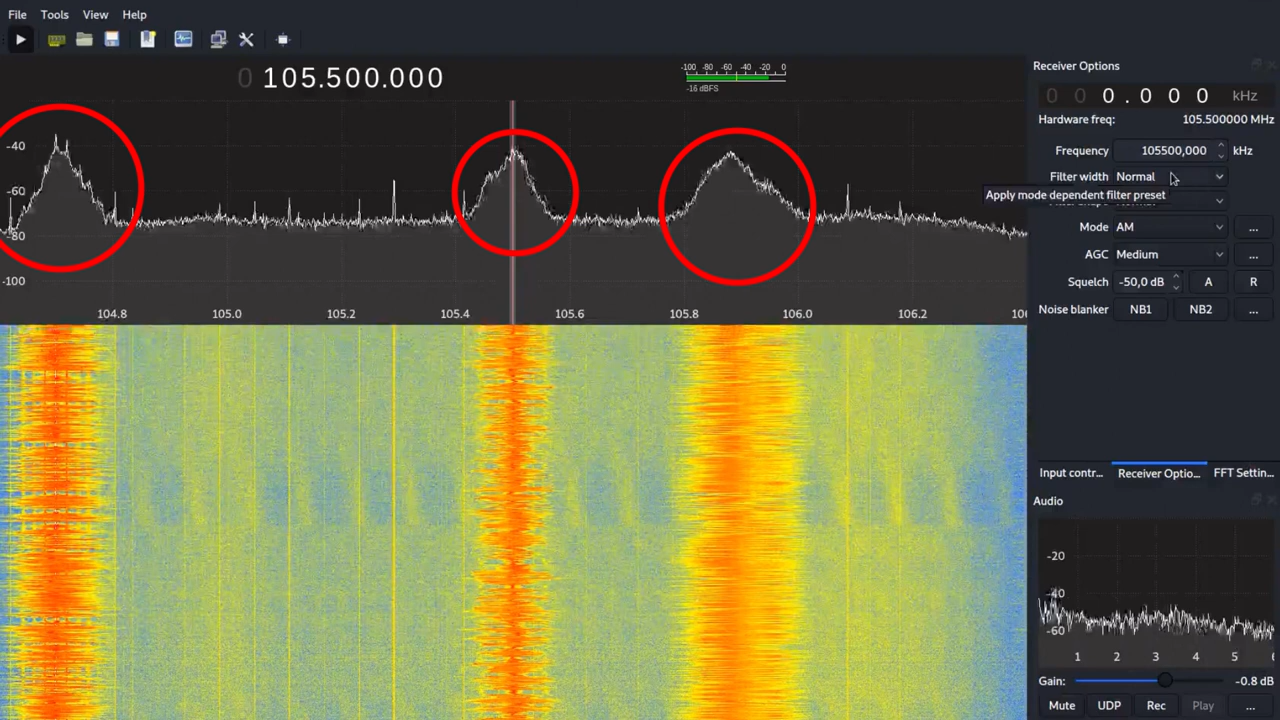 File Tools View Help
0 105.500.000
-100 -80 -60 -40 -20 0
-16 dBFS
-40
-60
-80
-100
104.8 105.0 105.2 105.4 105.6 105.8 106.0 106.2
Receiver Options
0 0 0.000 kHz
Hardware freq: 105.500000 MHz
Frequency 105500,000 kHz
Filter width Normal
Apply mode dependent filter preset
Mode AM ...
AGC Medium ...
Squelch -50,0 dB A R
Noise blanker NB1 NB2 ...
Input contr... Receiver Optio... FFT Settin...
Audio
-20
-40
-60
1 2 3 4 5 6
Gain: -0.8 dB
Mute UDP Rec Play ...